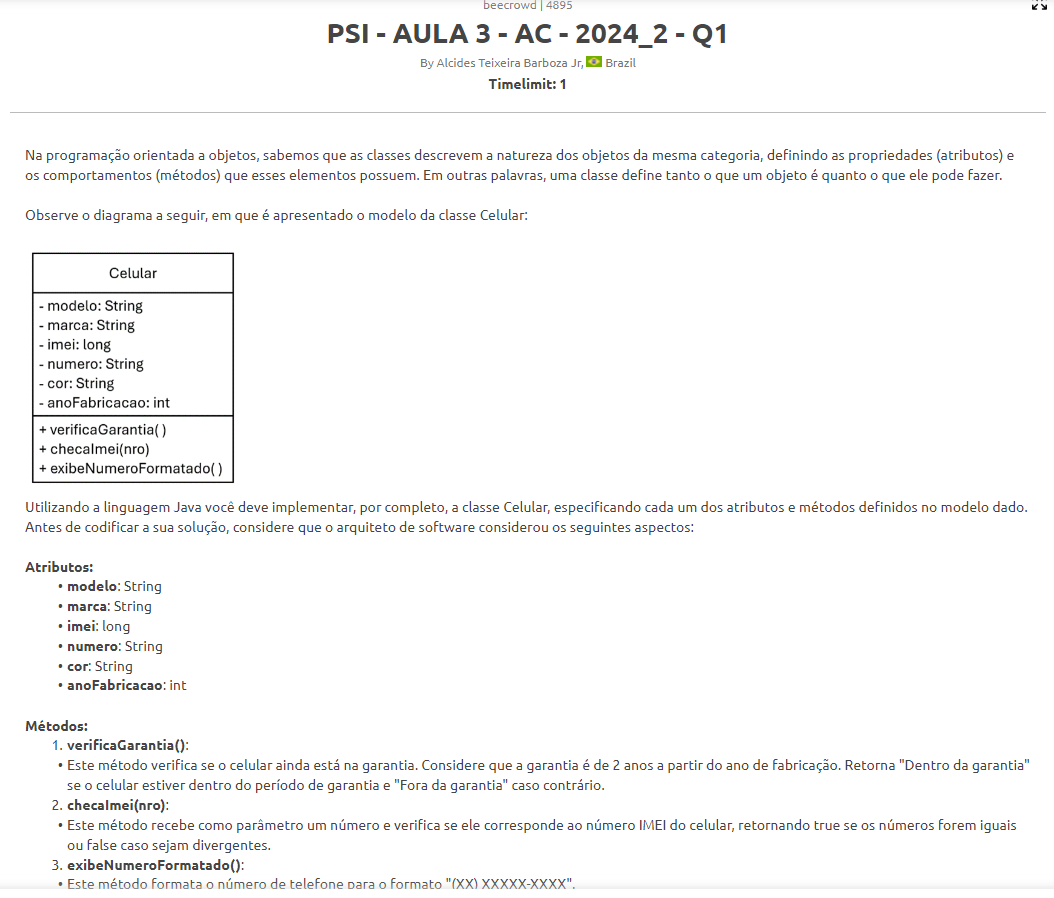 beecrowd | 4895
PSI - AULA 3 - AC - 2024_2 - Q1
By Alcides Teixeira Barboza Jr, Brazil
Timelimit: 1
Na programação orientada a objetos, sabemos que as classes descrevem a natureza dos objetos da mesma categoria, definindo as propriedades (atributos) e
os comportamentos (métodos) que esses elementos possuem. Em outras palavras, uma classe define tanto o que um objeto é quanto o que ele pode fazer.
Observe o diagrama a seguir, em que é apresentado o modelo da classe Celular:
Celular
- modelo: String
- marca: String
- imei: long
- numero: String
- cor: String
- anoFabricacao: int
+ verificaGarantia( )
+ checaImei(nro)
+ exibeNumeroFormatado( )
Utilizando a linguagem Java você deve implementar, por completo, a classe Celular, especificando cada um dos atributos e métodos definidos no modelo dado.
Antes de codificar a sua solução, considere que o arquiteto de software considerou os seguintes aspectos:
Atributos:
• modelo: String
• marca: String
• imei: long
• numero: String
• cor: String
• anoFabricacao: int
Métodos:
1. verificaGarantia():
• Este método verifica se o celular ainda está na garantia. Considere que a garantia é de 2 anos a partir do ano de fabricação. Retorna "Dentro da garantia"
se o celular estiver dentro do período de garantia e "Fora da garantia" caso contrário.
2. checaImei(nro):
• Este método recebe como parâmetro um número e verifica se ele corresponde ao número IMEI do celular, retornando true se os números forem iguais
ou false caso sejam divergentes.
3. exibeNumeroFormatado():
• Este método formata o número de telefone para o formato "(XX) XXXXX-XXXX".